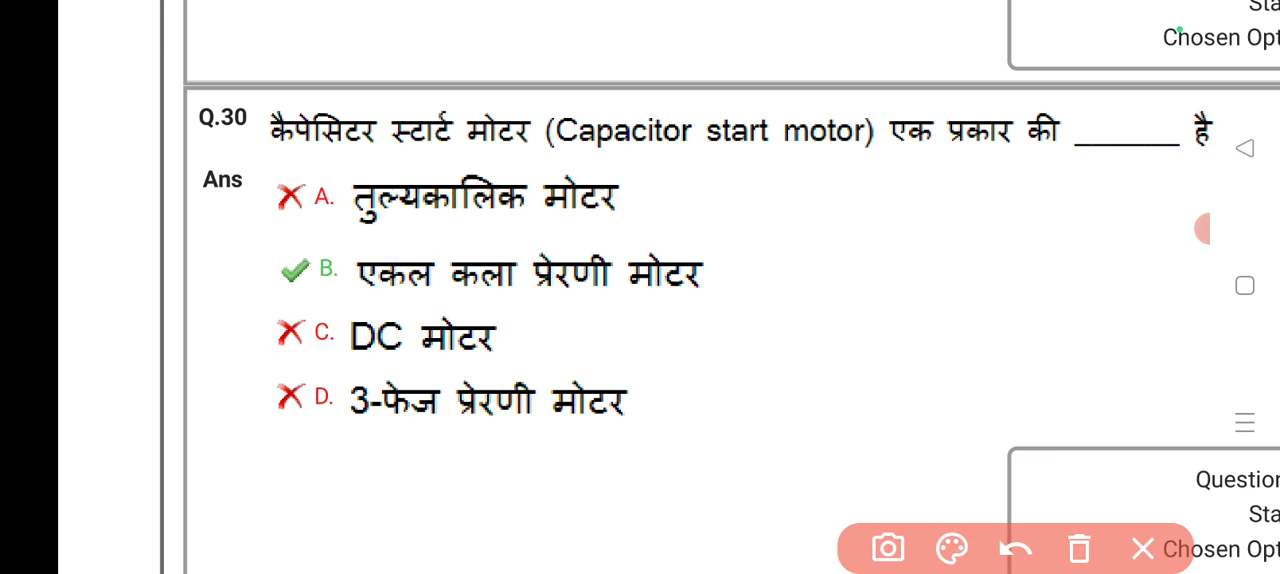 Sta
Chosen Opt
Q.30 कैपेसिटर स्टार्ट मोटर (Capacitor start motor) एक प्रकार की _______ है
Ans
A. तुल्यकालिक मोटर
B. एकल कला प्रेरणी मोटर
C. DC मोटर
D. 3-फेज प्रेरणी मोटर
Question
Sta
Chosen Opt